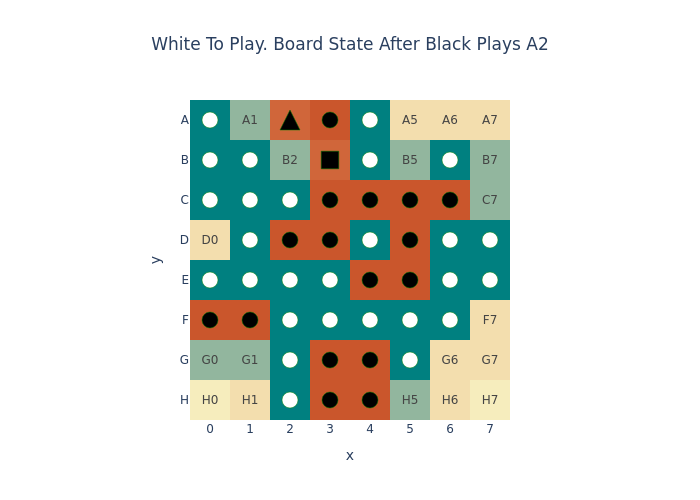 White To Play. Board State After Black Plays A2
A A1 A5 A6 A7
B B2 B5 B7
C C7
D D0
E
F F7
G G0 G1 G6 G7
H H0 H1 H5 H6 H7
0 1 2 3 4 5 6 7
x
y